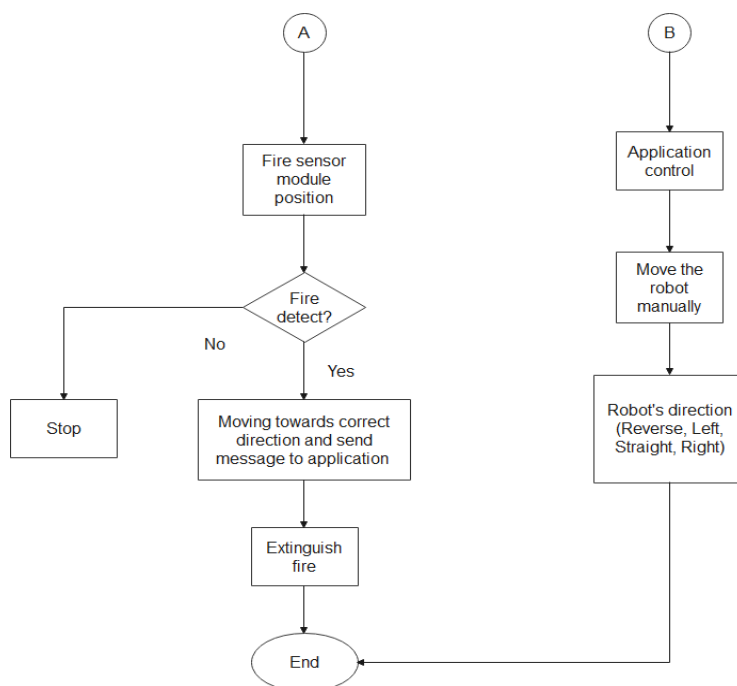 A
Fire sensor
module
position
Fire
detect?
No
Yes
Stop
Moving towards correct
direction and send
message to application
Extinguish
fire
End
B
Application
control
Move the
robot
manually
Robot's direction
(Reverse, Left,
Straight, Right)